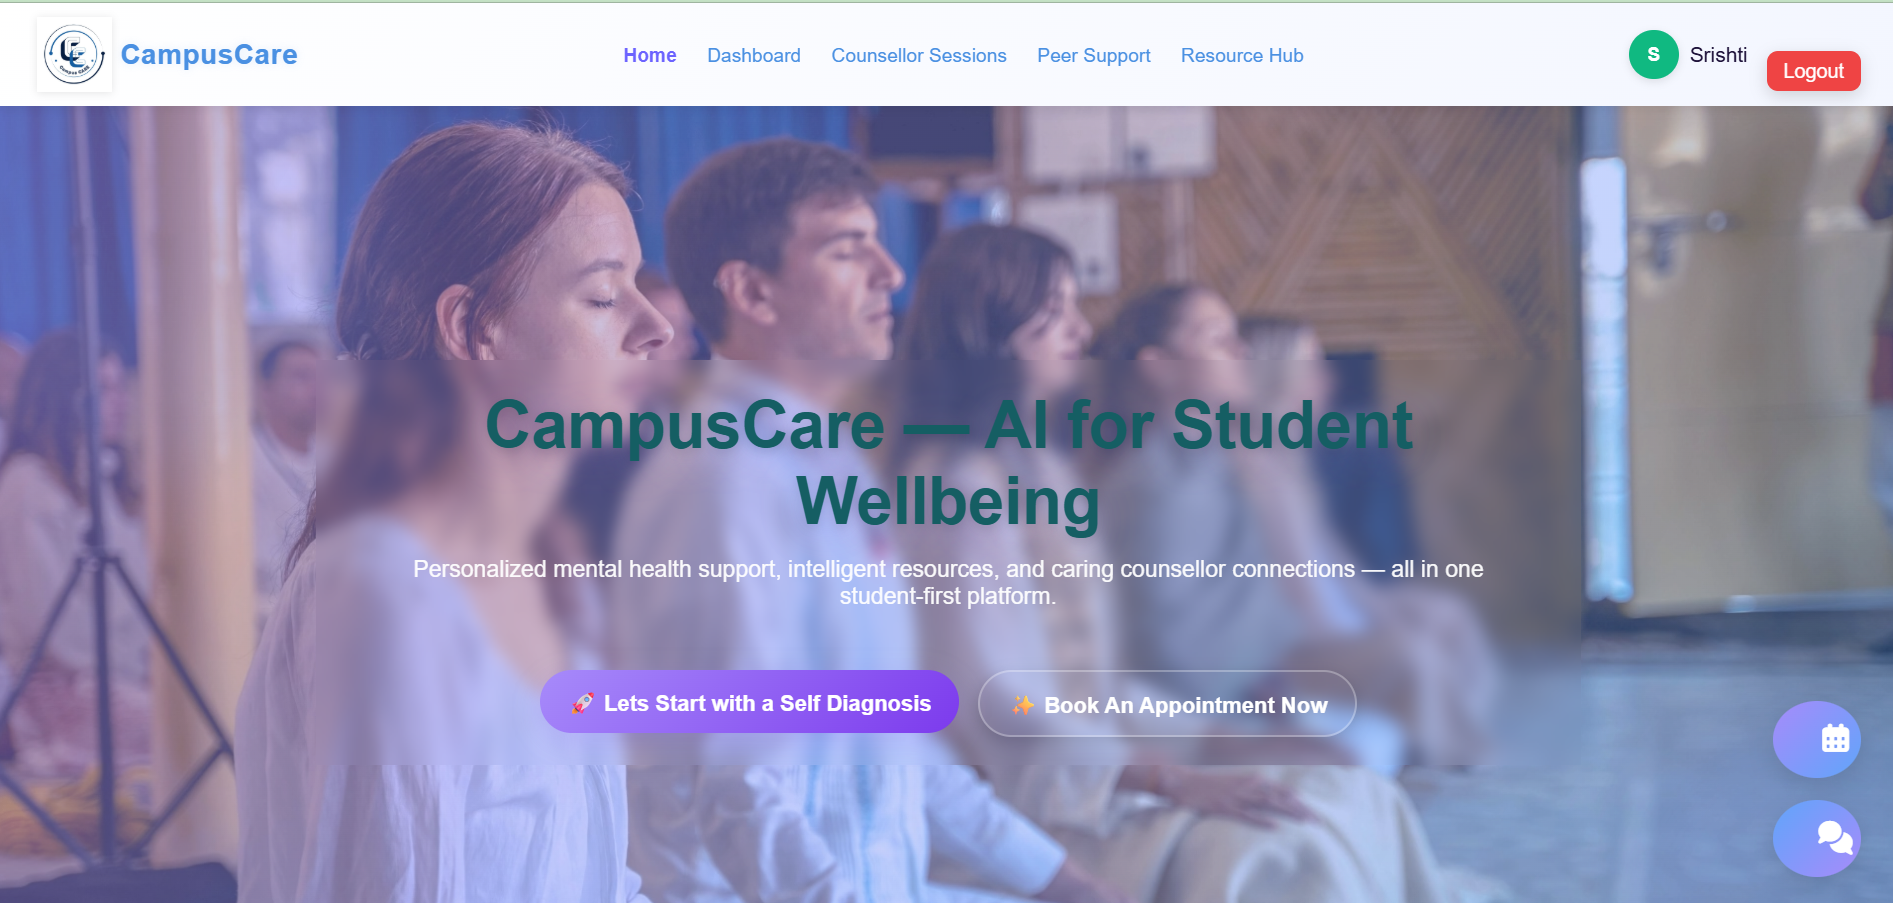 CampusCare
Home Dashboard Counsellor Sessions Peer Support Resource Hub
S Srishti Logout
CampusCare — AI for Student
Wellbeing
Personalized mental health support, intelligent resources, and caring counsellor connections — all in one
student-first platform.
🚀 Lets Start with a Self Diagnosis
✨ Book An Appointment Now